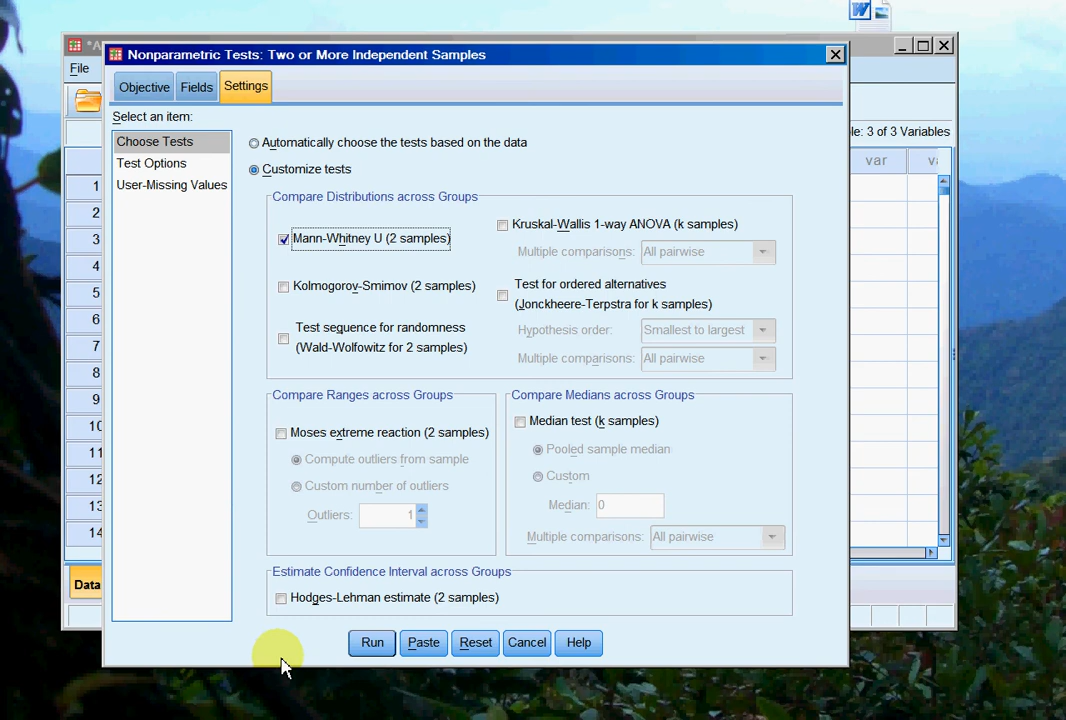 *A
Nonparametric Tests: Two or More Independent Samples
File
Objective Fields Settings
Select an item:
Choose Tests
Test Options
User-Missing Values
Automatically choose the tests based on the data
Customize tests
Compare Distributions across Groups
Mann-Whitney U (2 samples)
Kruskal-Wallis 1-way ANOVA (k samples)
Multiple comparisons: All pairwise
Kolmogorov-Smirnov (2 samples)
Test for ordered alternatives
(Jonckheere-Terpstra for k samples)
Test sequence for randomness
(Wald-Wolfowitz for 2 samples)
Hypothesis order: Smallest to largest
Multiple comparisons: All pairwise
Compare Ranges across Groups
Moses extreme reaction (2 samples)
Compute outliers from sample
Custom number of outliers
Outliers: 1
Compare Medians across Groups
Median test (k samples)
Pooled sample median
Custom
Median: 0
Multiple comparisons: All pairwise
Estimate Confidence Interval across Groups
Hodges-Lehman estimate (2 samples)
Run Paste Reset Cancel Help
le: 3 of 3 Variables
var
1
2
3
4
5
6
7
8
9
10
11
12
13
14
Data
W